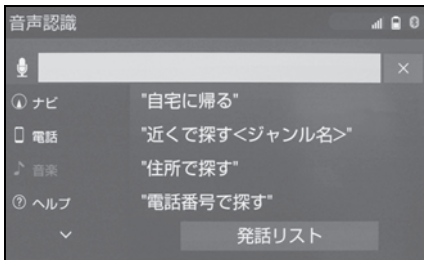 音声認識
×
ナビ
"自宅に帰る"
電話
"近くで探す<ジャンル名>"
音楽
"住所で探す"
ヘルプ
"電話番号で探す"
発話リスト